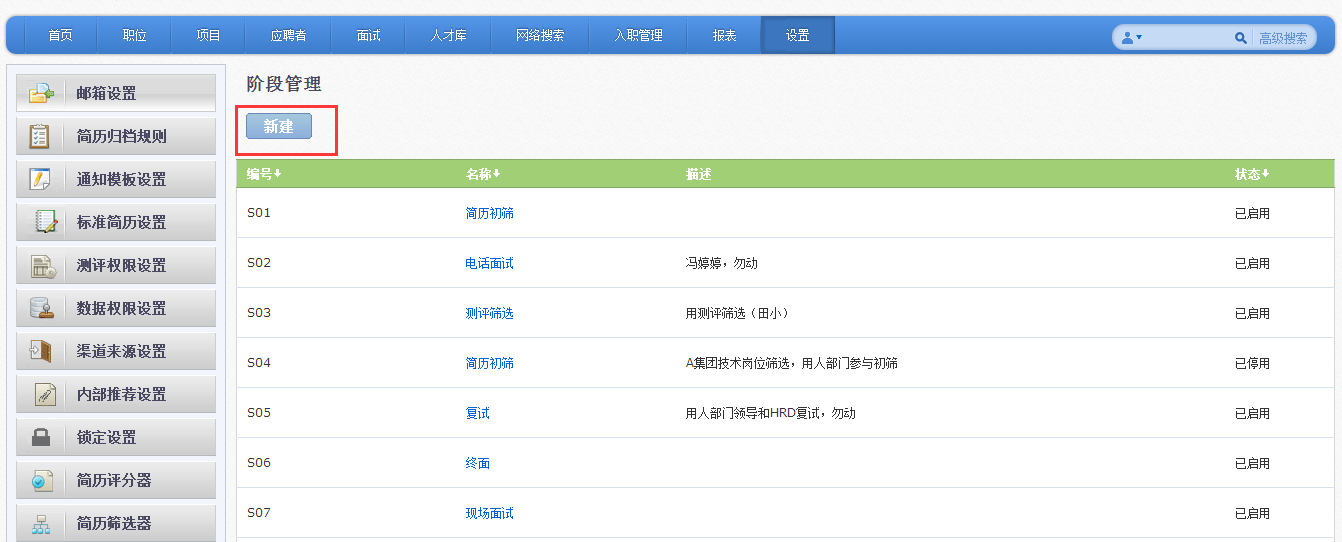 首页 职位 项目 应聘者 面试 人才库 网络搜索 入职管理 报表 设置 高级搜索
邮箱设置
简历归档规则
通知模板设置
标准简历设置
测评权限设置
数据权限设置
渠道来源设置
内部推荐设置
锁定设置
简历评分器
简历筛选器
阶段管理
新建
编号 名称 描述 状态
S01 简历初筛 已启用
S02 电话面试 冯婷婷，勿动 已启用
S03 测评筛选 用测评筛选（田小） 已启用
S04 简历初筛 A集团技术岗位筛选，用人部门参与初筛 已停用
S05 复试 用人部门领导和HRD复试，勿动 已启用
S06 终面 已启用
S07 现场面试 已启用